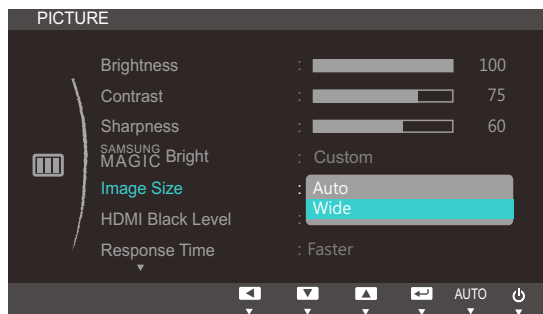 PICTURE
Brightness : 100
Contrast : 75
Sharpness : 60
SAMSUNG MAGIC Bright : Custom
Image Size : Auto
Wide
HDMI Black Level :
Response Time : Faster
AUTO